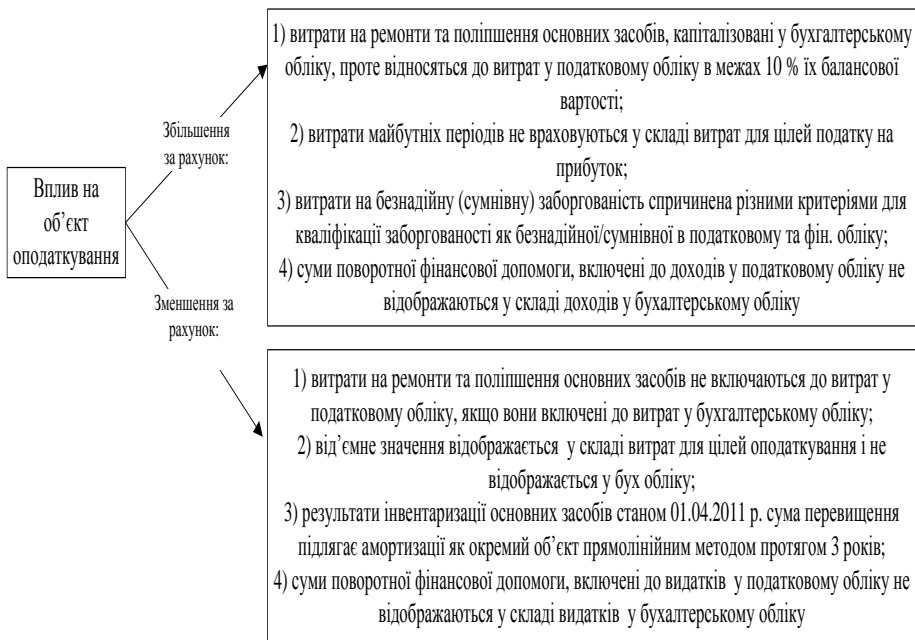 1) витрати на ремонти та поліпшення основних засобів, капіталізовані у бухгалтерському
обліку, проте відносяться до витрат у податковому обліку в межах 10 % їх балансової
вартості;
2) витрати майбутніх періодів не враховуються у складі витрат для цілей податку на
прибуток;
3) витрати на безнадійну (сумнівну) заборгованість спричинена різними критеріями для
кваліфікації заборгованості як безнадійної/сумнівної в податковому та фін. обліку;
4) суми поворотної фінансової допомоги, включені до доходів у податковому обліку не
відображаються у складі доходів у бухалтерському обліку
Збільшення
за рахунок:
Вплив на
об’єкт
оподаткування
Зменшення за
рахунок:
1) витрати на ремонти та поліпшення основних засобів не включаються до витрат у
податковому обліку, якщо вони включені до витрат у бухгалтерському обліку;
2) від’ємне значення відображається у складі витрат для цілей оподаткування і не
відображається у бух обліку;
3) результати інвентаризації основних засобів станом 01.04.2011 р. сума перевищення
підлягає амортизації як окремий об’єкт прямолінійним методом протягом 3 років;
4) суми поворотної фінансової допомоги, включені до видатків у податковому обліку не
відображаються у складі видатків у бухалтерському обліку